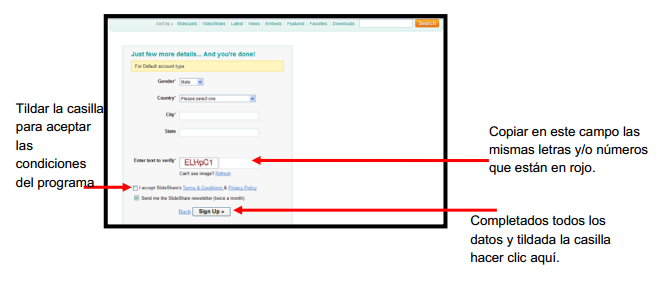 Sort by » Slidecasts | VideoSlides | Latest | Views | Embeds | Featured | Favorites | Downloads Search
Just few more details... And you're done!
For Default account type
Gender* Male
Country* Please select one
City*
State
Enter text to verify* ELHpC1
Can't see image? Refresh
I accept SlideShare's Terms & Conditions & Privacy Policy
Send me the SlideShare newsletter (twice a month)
Back Sign Up »
Tildar la casilla
para aceptar
las
condiciones
del programa
Copiar en este campo las
mismas letras y/o números
que están en rojo.
Completados todos los
datos y tildada la casilla
hacer clic aquí.